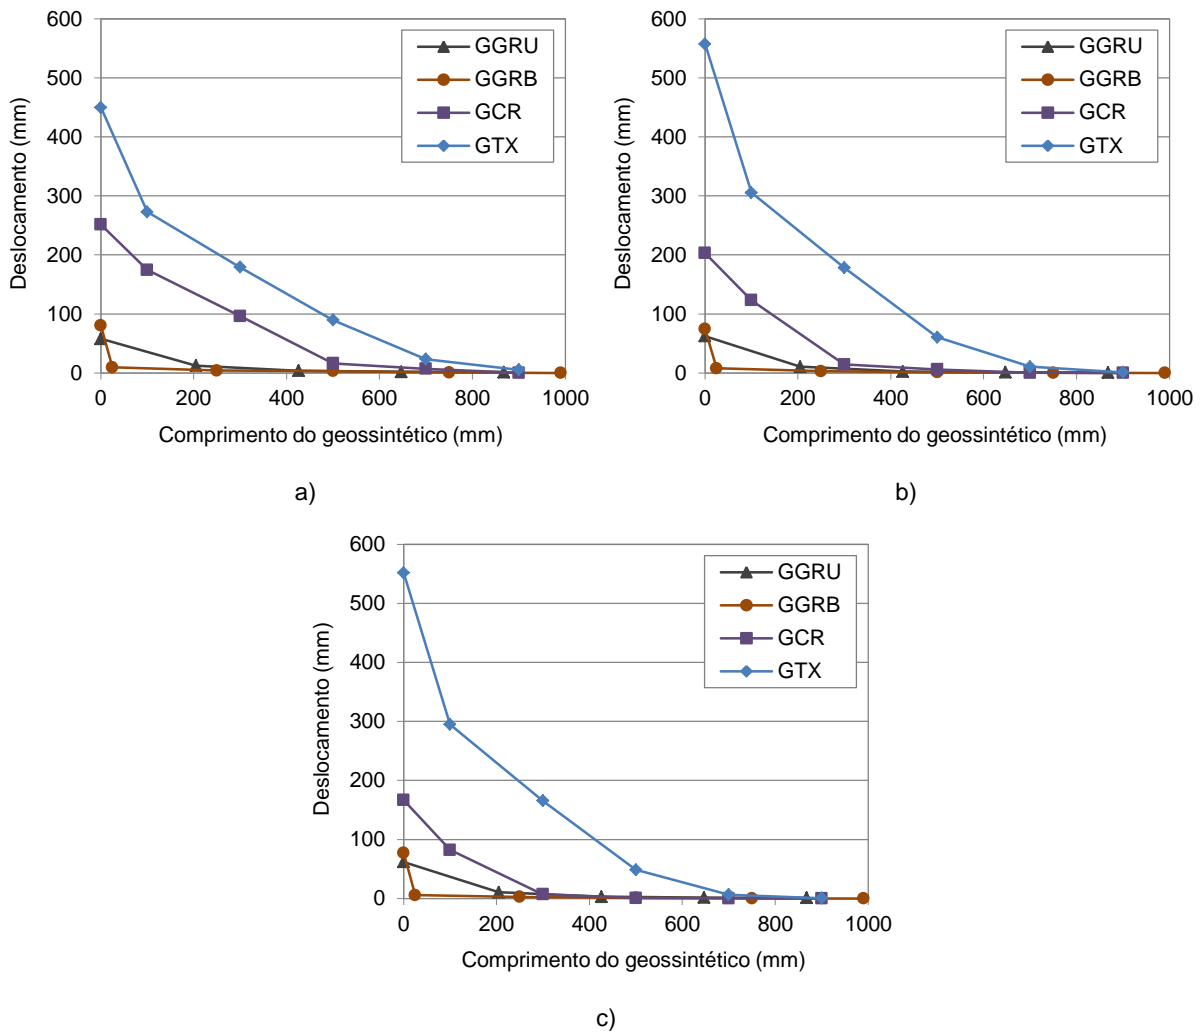 600
500
400
300
200
100
0
Deslocamento (mm)
0 200 400 600 800 1000
Comprimento do geossintético (mm)
GGRU
GGRB
GCR
GTX
a)
600
500
400
300
200
100
0
Deslocamento (mm)
0 200 400 600 800 1000
Comprimento do geossintético (mm)
GGRU
GGRB
GCR
GTX
b)
600
500
400
300
200
100
0
Deslocamento (mm)
0 200 400 600 800 1000
Comprimento do geossintético (mm)
GGRU
GGRB
GCR
GTX
c)